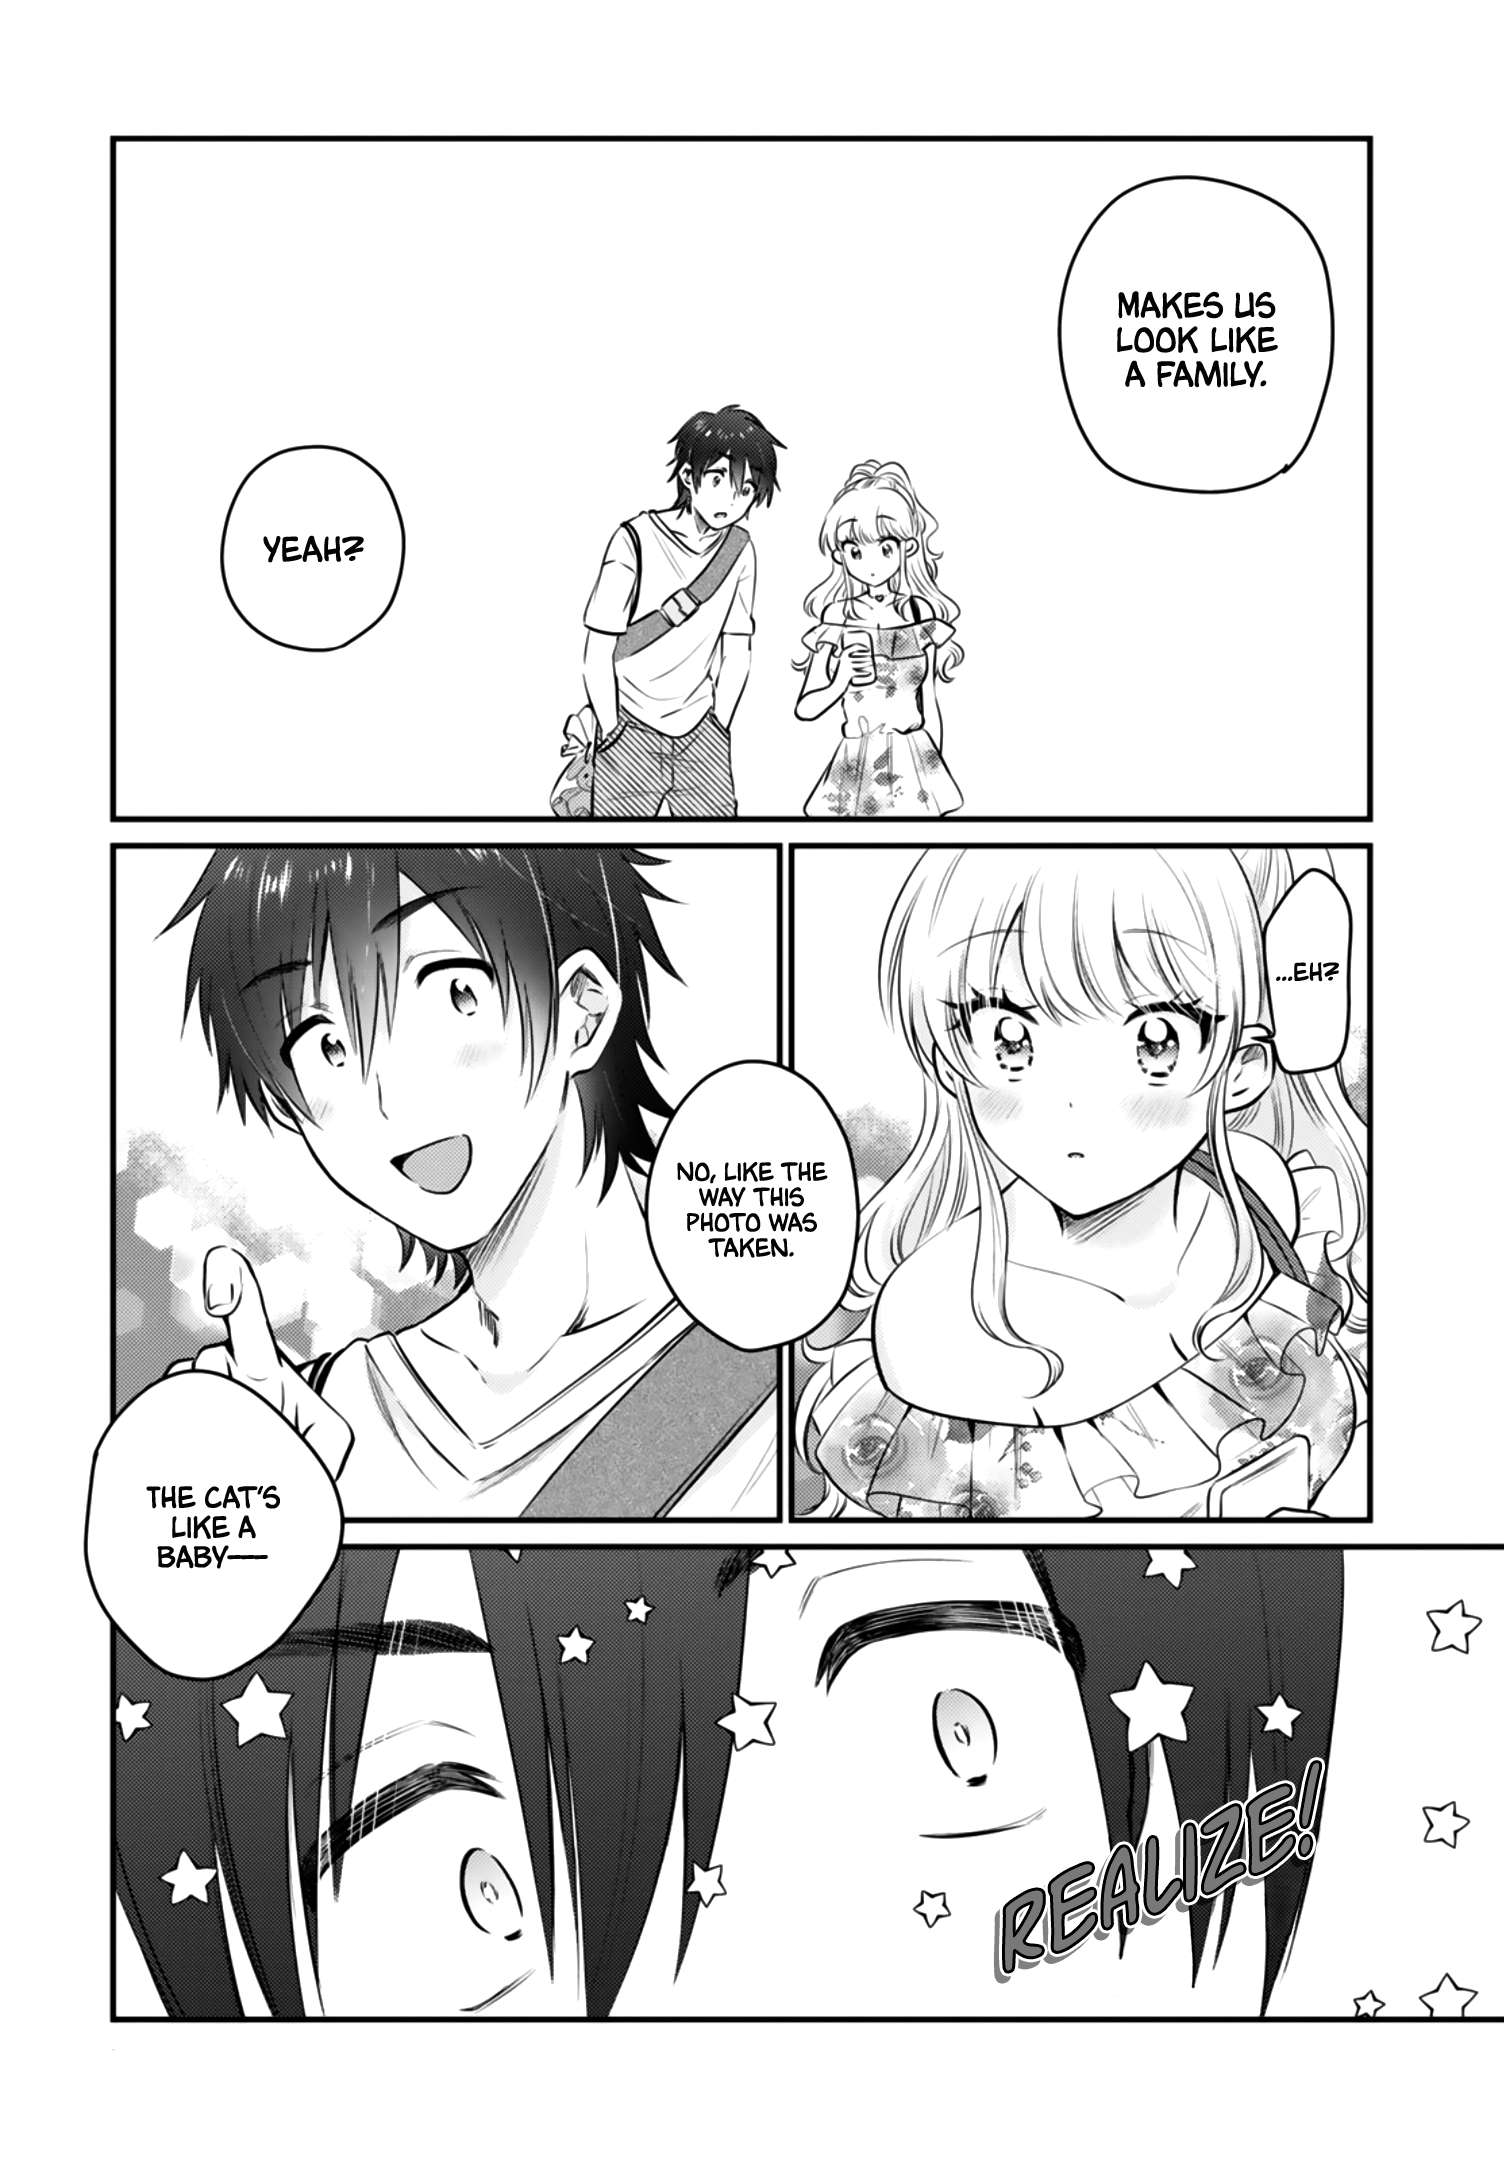 MAKES US
LOOK LIKE
A FAMILY.
YEAH?
...EH?
NO, LIKE THE
WAY THIS
PHOTO WAS
TAKEN.
THE CAT'S
LIKE A
BABY—
REALIZE!